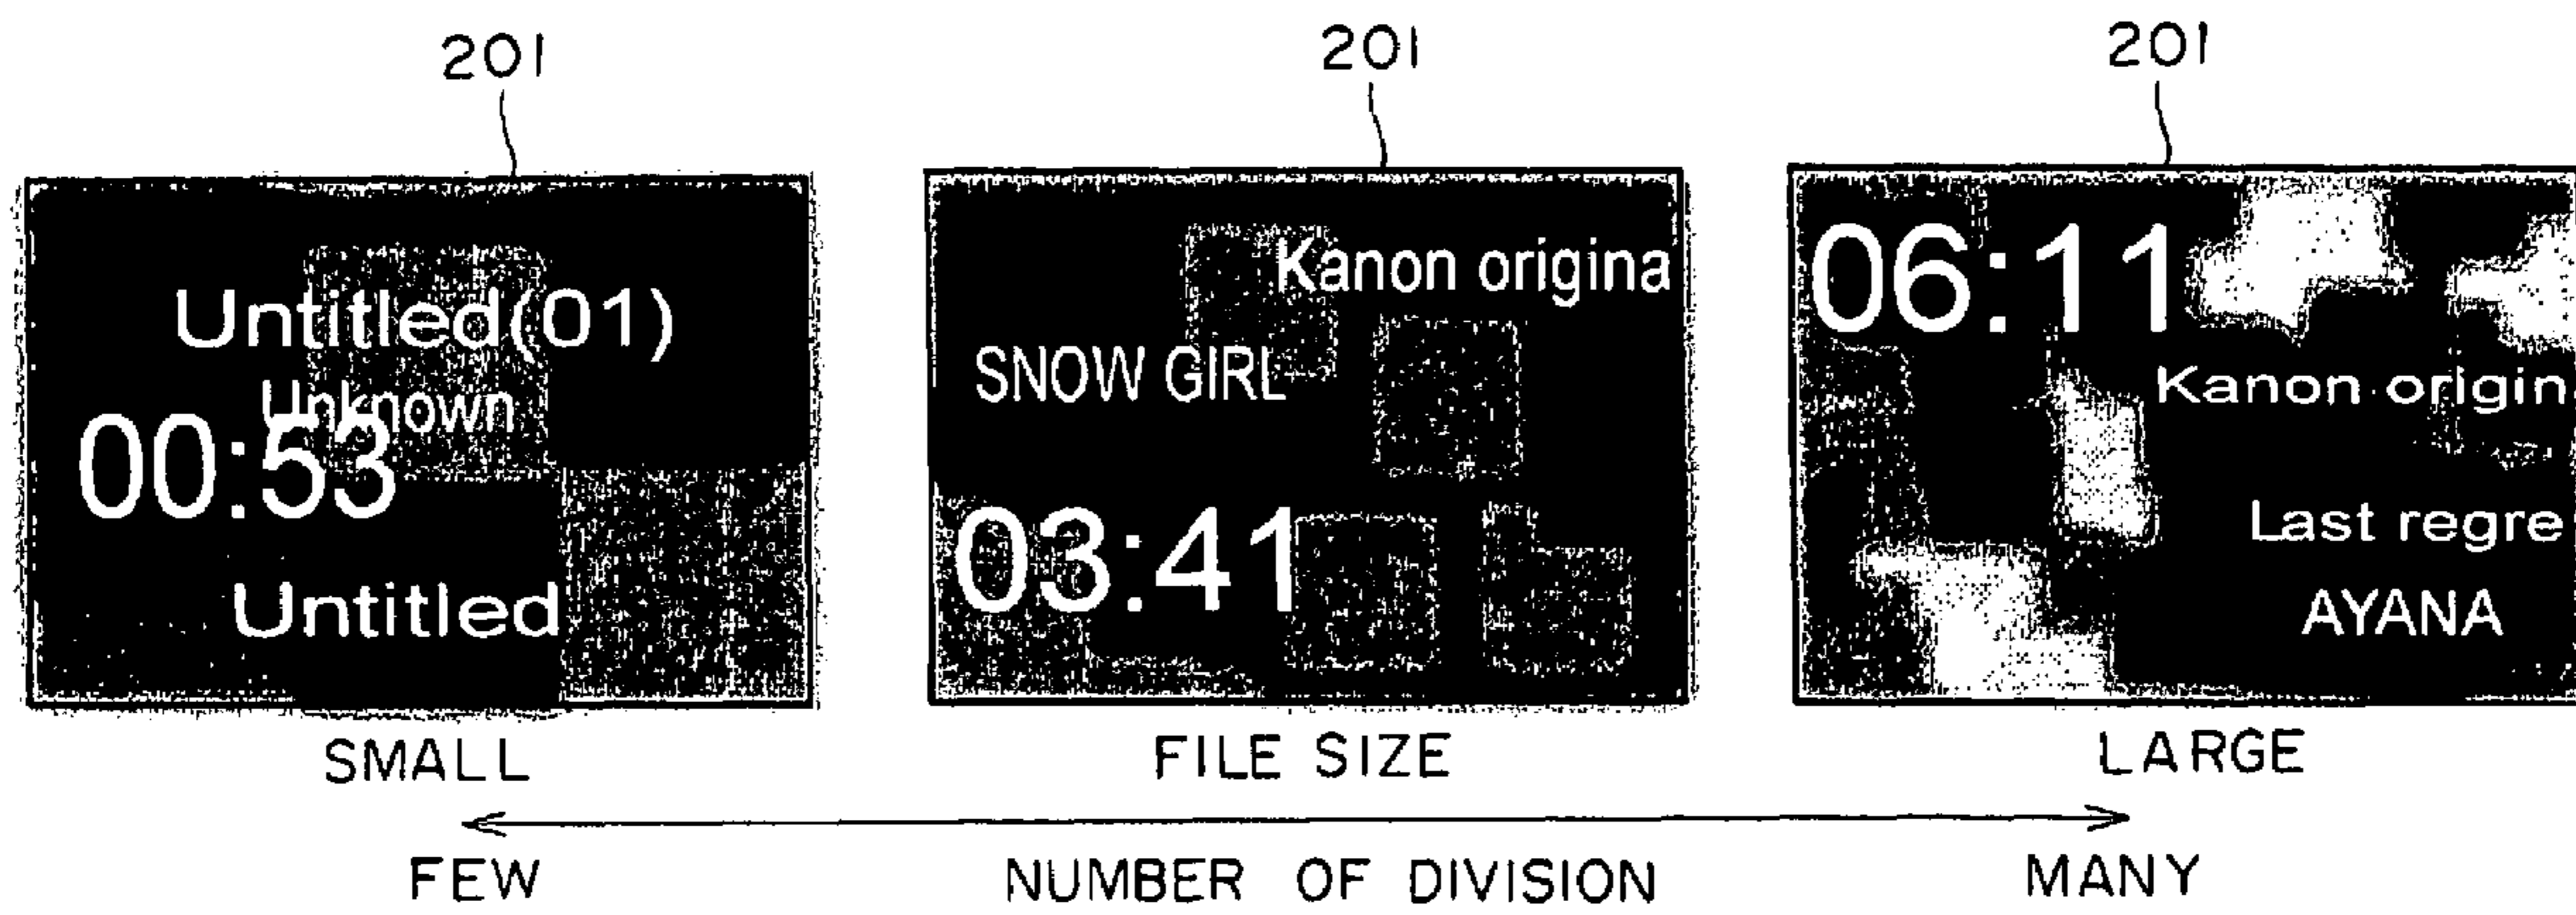 201
201
201
Untitled(01)
Unknown
00:53
Untitled
Kanon origina
SNOW GIRL
03:41
06:11
Kanon origin
Last regre
AYANA
SMALL
FILE SIZE
LARGE
FEW
NUMBER OF DIVISION
MANY